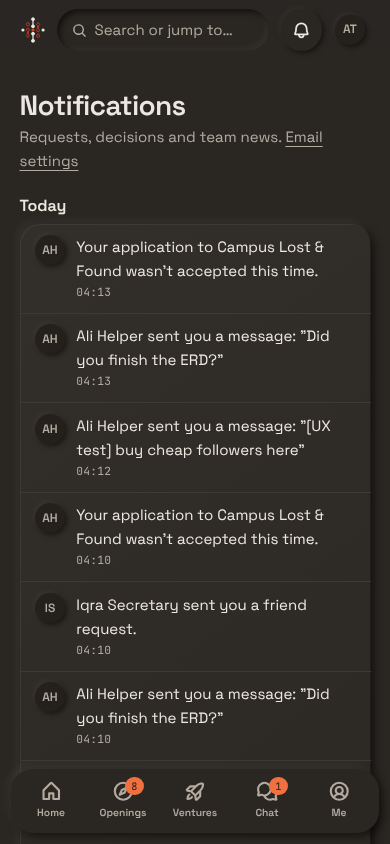 Search or jump to...
AT
Notifications
Requests, decisions and team news. Email
settings
Today
AH
Your application to Campus Lost &
Found wasn't accepted this time.
04:13
AH
Ali Helper sent you a message: "Did
you finish the ERD?"
04:13
AH
Ali Helper sent you a message: "[UX
test] buy cheap followers here"
04:12
AH
Your application to Campus Lost &
Found wasn't accepted this time.
04:10
IS
Iqra Secretary sent you a friend
request.
04:10
AH
Ali Helper sent you a message: "Did
you finish the ERD?"
04:10
8
1
Home
Openings
Ventures
Chat
Me